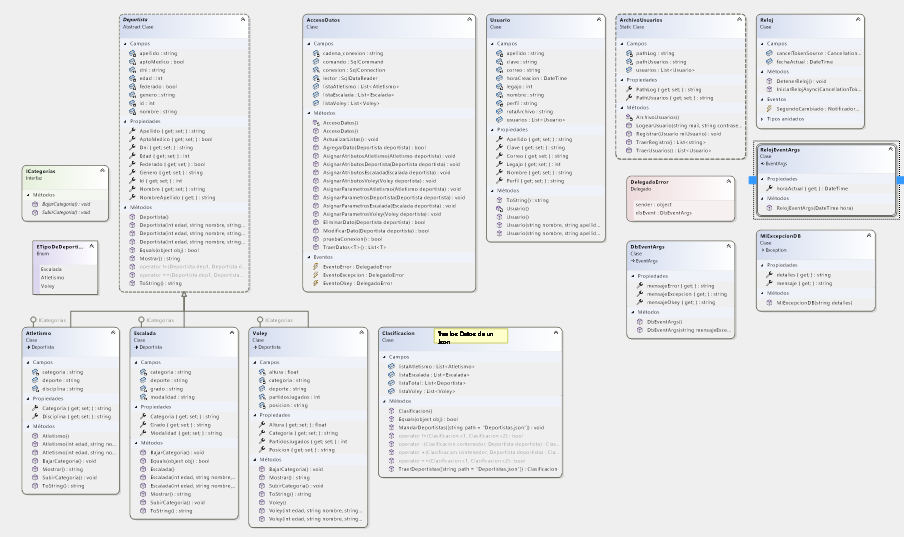 ICategorias
Interfaz
Métodos
BajarCategoria() : void
SubirCategoria() : void
ETipoDeDeporti...
Enum
Escalada
Atletismo
Voley
Deportista
Abstract Clase
Campos
apellido : string
aptoMedico : bool
dni : string
edad : int
federado : bool
genero : string
id : int
nombre : string
Propiedades
Apellido { get; set; } : string
AptoMedico { get; set; } : bool
Dni { get; set; } : string
Edad { get; set; } : int
Federado { get; set; } : bool
Genero { get; set; } : string
Id { get; set; } : int
Nombre { get; set; } : string
NombreApellido { get; } : string
Métodos
Deportista()
Deportista(int edad, string nombre, string...
Deportista(int edad, string nombre, string...
Deportista(int edad, string nombre, string...
Equals(object obj) : bool
Mostrar() : string
operator !=(Deportista dep1, Deportista d...
operator ==(Deportista dep1, Deportista...
ToString() : string
AccesoDatos
Clase
Campos
cadena_conexion : string
comando : SqlCommand
conexion : SqlConnection
lector : SqlDataReader
listaAtletismo : List<Atletismo>
listaEscalada : List<Escalada>
listaVoley : List<Voley>
Métodos
AccesoDatos()
AccesoDatos()
ActualizarListas() : void
AgregarDato(Deportista deportista) : bool
AsignarAtributosAtletismo(Atletismo deportista) : void
AsignarAtributosDeportista(Deportista deportista) : void
AsignarAtributosEscalada(Escalada deportista) : void
AsignarAtributosVoley(Voley deportista) : void
AsignarParametrosAtletismo(Atletismo deportista) : void
AsignarParametrosDeportista(Deportista deportista) : void
AsignarParametrosEscalada(Escalada deportista) : void
AsignarParametrosVoley(Voley deportista) : void
EliminarDato(Deportista deportista) : bool
ModificarDato(Deportista deportista) : bool
pruebaConexion() : bool
TraerDatos<T>() : List<T>
Eventos
EventoError : DelegadoError
EventoExcepcion : DelegadoError
EventoOkey : DelegadoError
Usuario
Clase
Campos
apellido : string
clave : string
correo : string
horaCreacion : DateTime
legajo : int
nombre : string
perfil : string
rutaArchivo : string
usuarios : List<Usuario>
Propiedades
Apellido { get; set; } : string
Clave { get; set; } : string
Correo { get; set; } : string
Legajo { get; set; } : int
Nombre { get; set; } : string
Perfil { get; set; } : string
Métodos
ToString() : string
Usuario()
Usuario()
Usuario(string nombre, string apellid...
Usuario(string nombre, string apellid...
ArchivoUsuarios
Static Clase
Campos
pathLog : string
pathUsuarios : string
usuarios : List<Usuario>
Propiedades
PathLog { get; set; } : string
PathUsuarios { get; set; } : string
Métodos
ArchivoUsuarios()
LoguearUsuario(string mail, string contrase...
Registrar(Usuario miUsuario) : void
TraerRegistro() : List<string>
TraerUsuarios() : List<Usuario>
Reloj
Clase
Campos
cancelTokenSource : Cancellation...
fechaActual : DateTime
Métodos
DetenerReloj() : void
IniciarRelojAsync(CancellationTok...
Eventos
SegundoCambiado : Notificador...
Tipos anidados
RelojEventArgs
Clase
EventArgs
Propiedades
horaActual { get; } : DateTime
Métodos
RelojEventArgs(DateTime hora)
DelegadoError
Delegado
sender : object
dbEvent : DbEventArgs
DbEventArgs
Clase
EventArgs
Propiedades
mensajeError { get; } : string
mensajeExcepcion { get; } : string
mensajeOkey { get; } : string
Métodos
DbEventArgs()
DbEventArgs(string mensajeExce...
MiExcepcionDB
Clase
Exception
Propiedades
detalles { get; } : string
mensaje { get; } : string
Métodos
MiExcepcionDB(string detalles)
ICategorias
Atletismo
Clase
Deportista
Campos
categoria : string
deporte : string
disciplina : string
Propiedades
Categoria { get; set; } : string
Disciplina { get; set; } : string
Métodos
Atletismo()
Atletismo(int edad, string no...
Atletismo(int edad, string no...
BajarCategoria() : void
Mostrar() : string
SubirCategoria() : void
ToString() : string
ICategorias
Escalada
Clase
Deportista
Campos
categoria : string
deporte : string
grado : string
modalidad : string
Propiedades
Categoria { get; set; } : string
Grado { get; set; } : string
Modalidad { get; set; } : string
Métodos
BajarCategoria() : void
Equals(object obj) : bool
Escalada()
Escalada(int edad, string nombre,...
Escalada(int edad, string nombre,...
Mostrar() : string
SubirCategoria() : void
ToString() : string
ICategorias
Voley
Clase
Deportista
Campos
altura : float
categoria : string
deporte : string
partidosJugados : int
posicion : string
Propiedades
Altura { get; set; } : float
Categoria { get; set; } : string
PartidosJugados { get; set; } : int
Posicion { get; set; } : string
Métodos
BajarCategoria() : void
Mostrar() : string
SubirCategoria() : void
ToString() : string
Voley()
Voley(int edad, string nombre, string...
Voley(int edad, string nombre, string...
Clasificacion
Clase
Trae los Datos de un
Json
Campos
listaAtletismo : List<Atletismo>
listaEscalada : List<Escalada>
listaTotal : List<Deportista>
listaVoley : List<Voley>
Métodos
Clasificacion()
Equals(object obj) : bool
MandarDeportistas(string path = "Deportistas.json") : void
operator !=(Clasificacion c1, Clasificacion c2) : bool
operator -(Clasificacion contenedor, Deportista deportista) : Clas...
operator +(Clasificacion contenedor, Deportista deportista) : Clas...
operator ==(Clasificacion c1, Clasificacion c2) : bool
TraerDeportistas(string path = "Deportistas.json") : Clasificacion